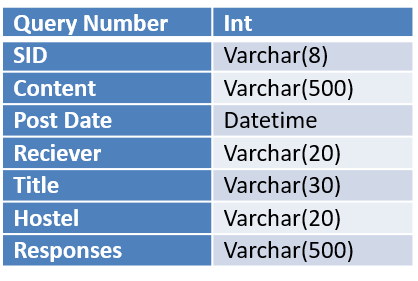 Query Number Int
SID Varchar(8)
Content Varchar(500)
Post Date Datetime
Reciever Varchar(20)
Title Varchar(30)
Hostel Varchar(20)
Responses Varchar(500)